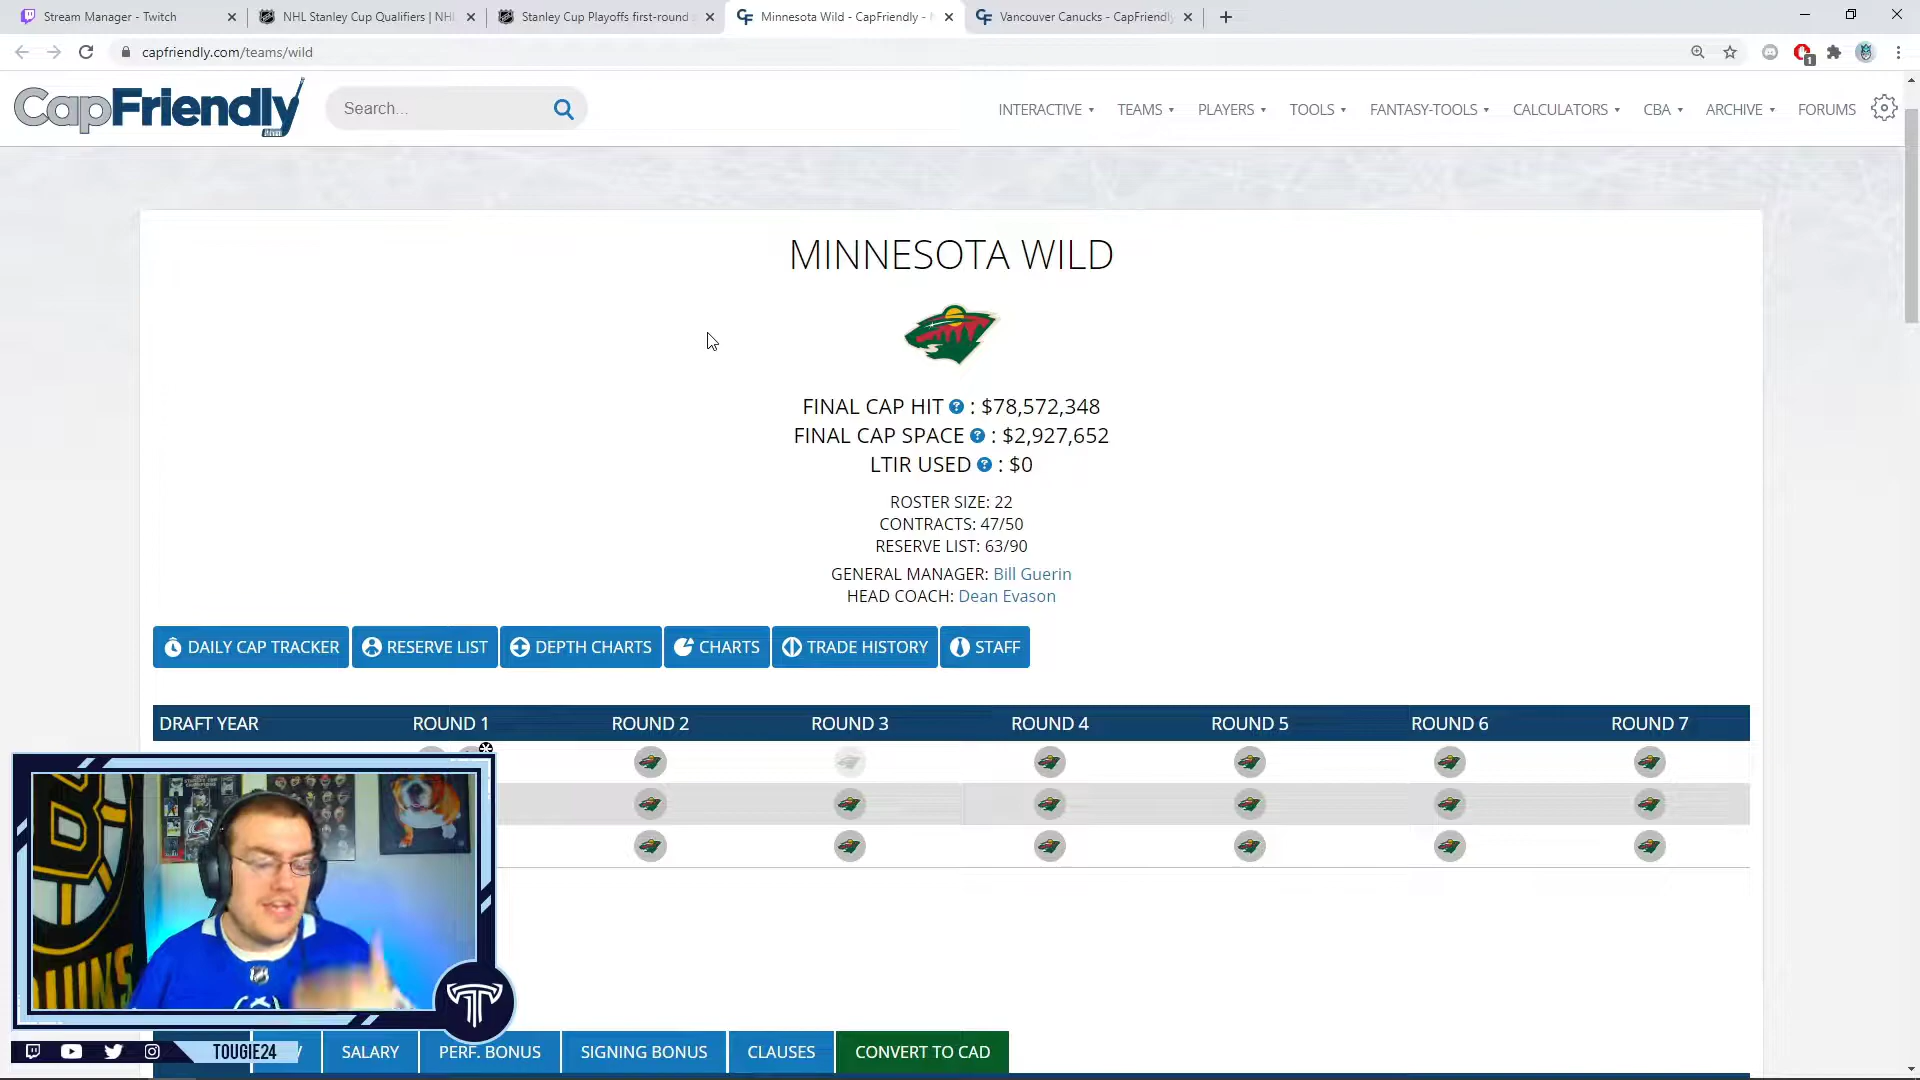 Stream Manager - Twitch
NHL Stanley Cup Qualifiers | NHL
Stanley Cup Playoffs first-round
Minnesota Wild - CapFriendly -
Vancouver Canucks - CapFriendly
capfriendly.com/teams/wild
1
CapFriendly
Search...
INTERACTIVE
TEAMS
PLAYERS
TOOLS
FANTASY-TOOLS
CALCULATORS
CBA
ARCHIVE
FORUMS
MINNESOTA WILD
FINAL CAP HIT ? : $78,572,348
FINAL CAP SPACE ? : $2,927,652
LTIR USED ? : $0
ROSTER SIZE: 22
CONTRACTS: 47/50
RESERVE LIST: 63/90
GENERAL MANAGER: Bill Guerin
HEAD COACH: Dean Evason
DAILY CAP TRACKER RESERVE LIST DEPTH CHARTS CHARTS TRADE HISTORY STAFF
DRAFT YEAR ROUND 1 ROUND 2 ROUND 3 ROUND 4 ROUND 5 ROUND 6 ROUND 7
TOUGIE24
SALARY PERF. BONUS SIGNING BONUS CLAUSES CONVERT TO CAD